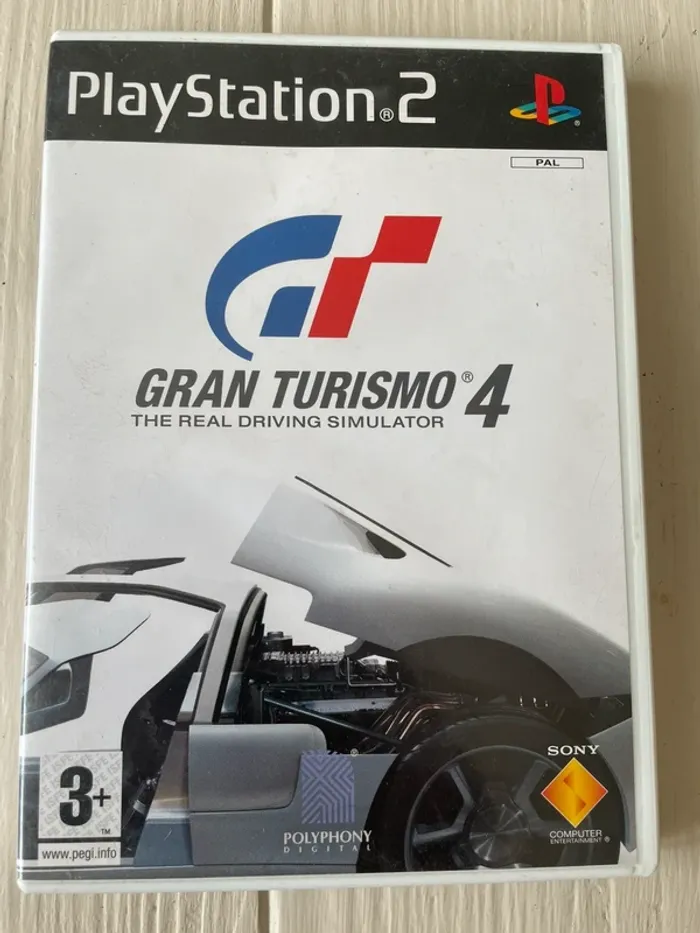 PlayStation®2
PAL
GRAN TURISMO® 4
THE REAL DRIVING SIMULATOR
3+
TM
www.pegi.info
®
POLYPHONY
DIGITAL
SONY
COMPUTER
ENTERTAINMENT®